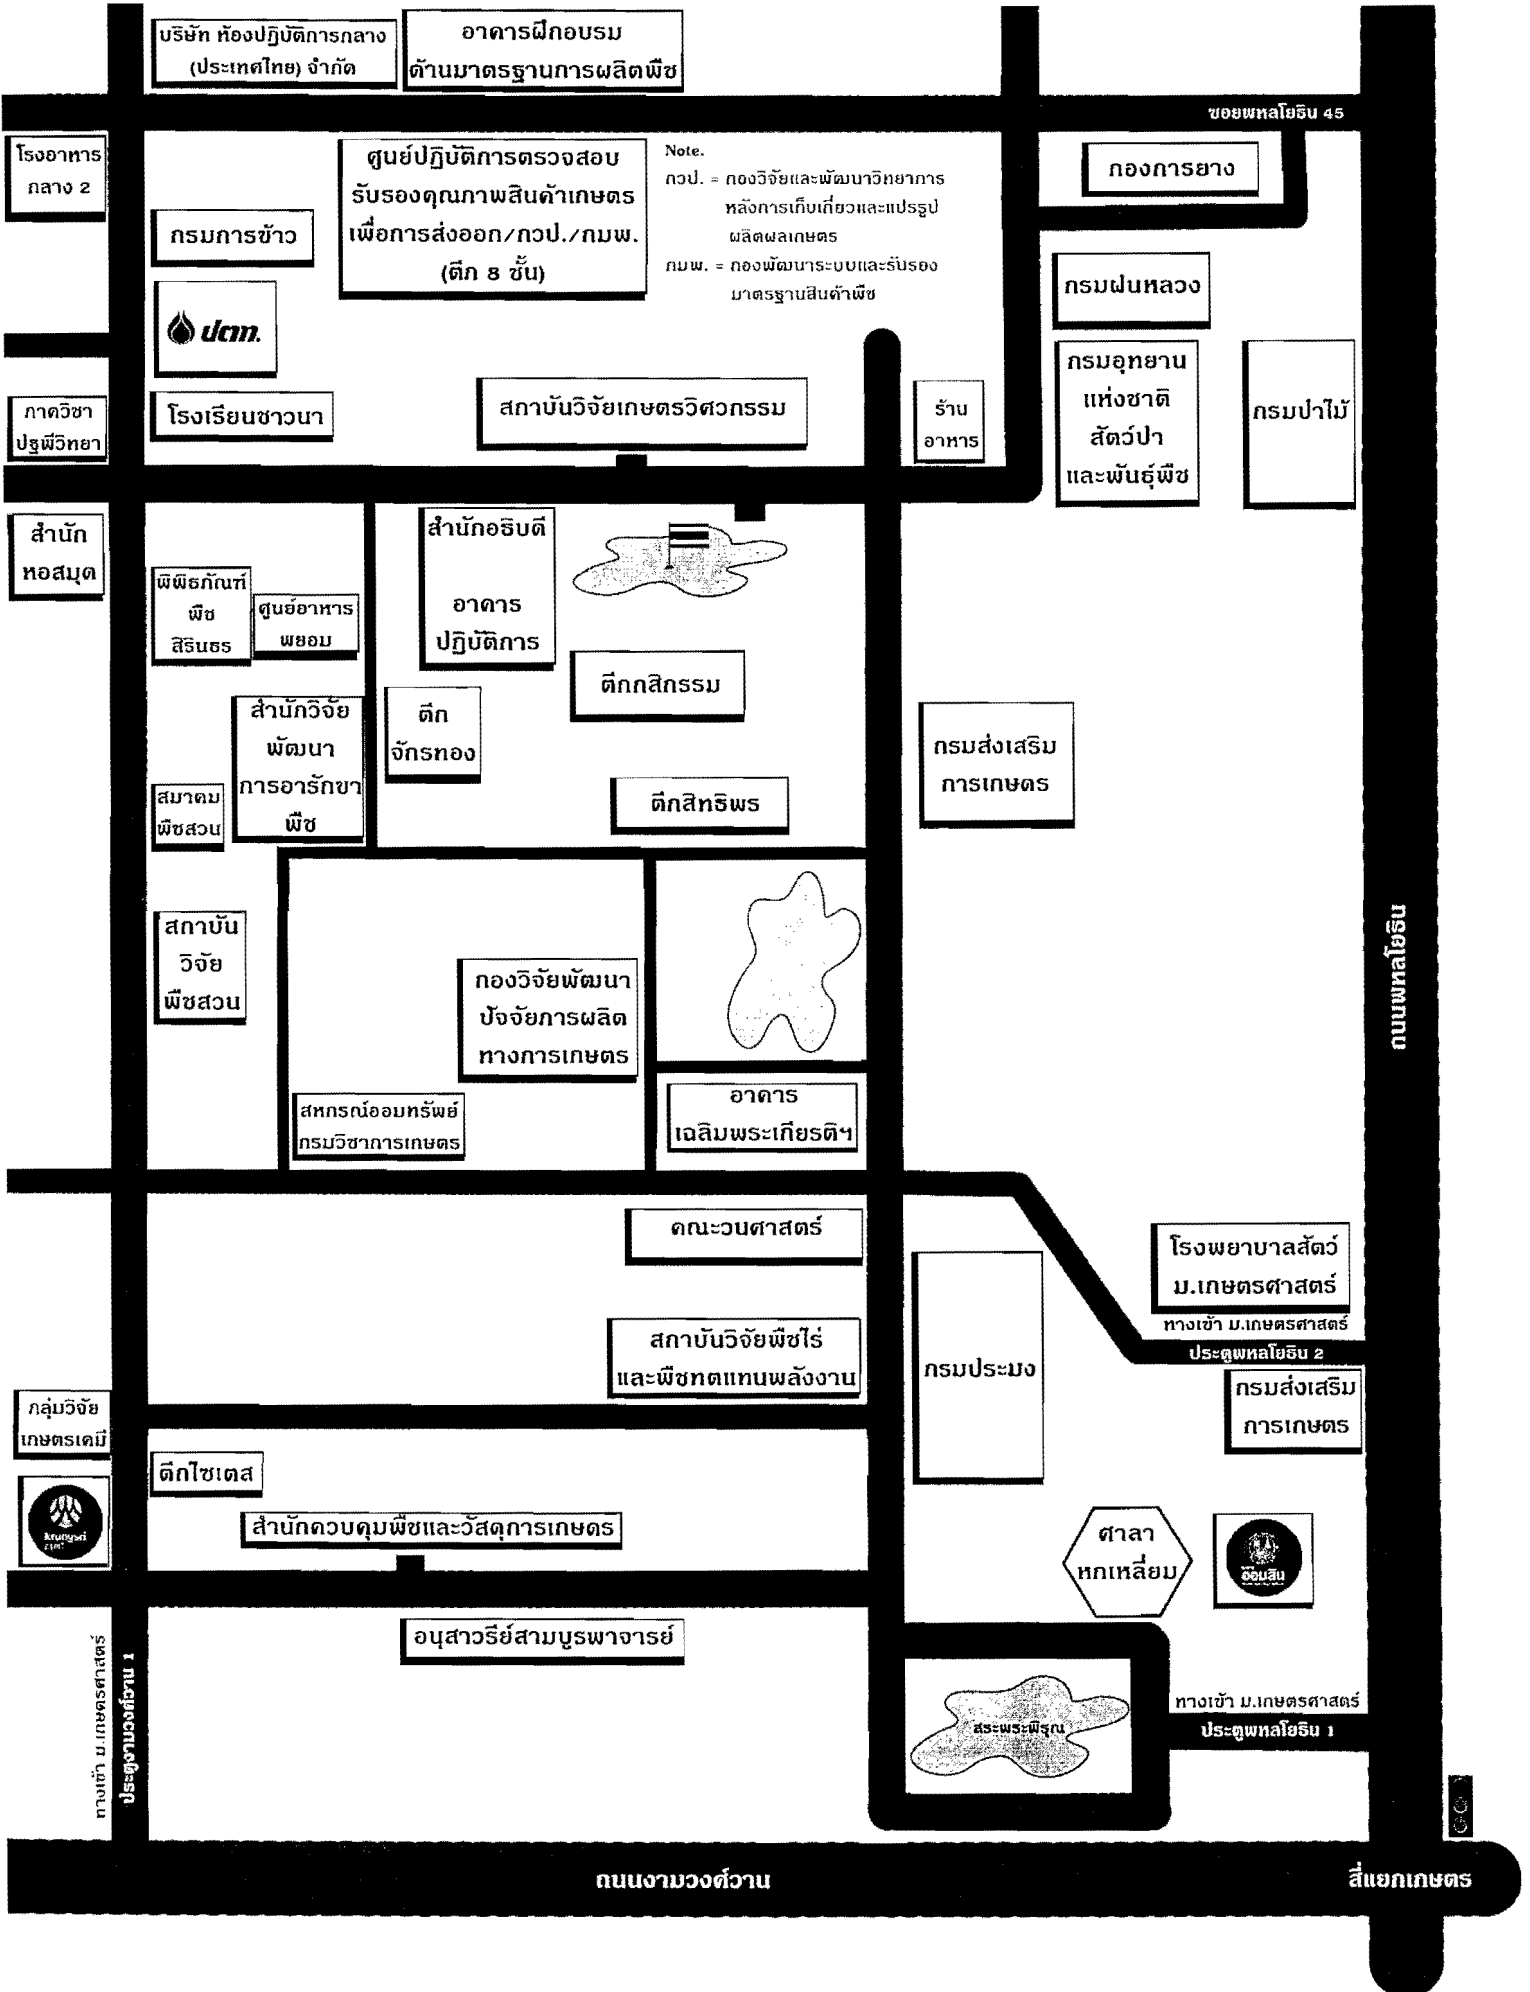 บริษัท ห้องปฏิบัติการกลาง
(ประเทศไทย) จำกัด
อาคารฝึกอบรม
ด้านมาตรฐานการผลิตพืช
ซอยพหลโยธิน 45
โรงอาหาร
กลาง 2
ศูนย์ปฏิบัติการตรวจสอบ
รับรองคุณภาพสินค้าเกษตร
เพื่อการส่งออก/กวป./กมพ.
(ตึก 8 ชั้น)
Note.
กวป. = กองวิจัยและพัฒนาวิทยาการ
หลังการเก็บเกี่ยวและแปรรูป
ผลิตผลเกษตร
กมพ. = กองพัฒนาระบบและรับรอง
มาตรฐานสินค้าพืช
กองการยาง
กรมการข้าว
กรมฝนหลวง
ปตท.
กรมอุทยาน
แห่งชาติ
สัตว์ป่า
และพันธุ์พืช
กรมป่าไม้
ภาควิชา
ปฐพีวิทยา
โรงเรียนชาวนา
สถาบันวิจัยเกษตรวิศวกรรม
ร้าน
อาหาร
สำนัก
หอสมุด
สำนักอธิบดี
อาคาร
ปฏิบัติการ
พิพิธภัณฑ์
พืช
สิรินธร
ศูนย์อาหาร
พยอม
ตึกกสิกรรม
สำนักวิจัย
พัฒนา
การอารักขา
พืช
ตึก
จักรทอง
กรมส่งเสริม
การเกษตร
ตึกสิทธิพร
สมาคม
พืชสวน
สถาบัน
วิจัย
พืชสวน
ถนนพหลโยธิน
กองวิจัยพัฒนา
ปัจจัยการผลิต
ทางการเกษตร
สหกรณ์ออมทรัพย์
กรมวิชาการเกษตร
อาคาร
เฉลิมพระเกียรติฯ
คณะวนศาสตร์
โรงพยาบาลสัตว์
ม.เกษตรศาสตร์
ทางเข้า ม.เกษตรศาสตร์
ประตูพหลโยธิน 2
สถาบันวิจัยพืชไร่
และพืชทดแทนพลังงาน
กรมประมง
กรมส่งเสริม
การเกษตร
กลุ่มวิจัย
เกษตรเคมี
ตึกไซเตส
สำนักควบคุมพืชและวัสดุการเกษตร
ศาลา
หกเหลี่ยม
ออมสิน
อนุสาวรีย์สามบูรพาจารย์
ทางเข้า ม.เกษตรศาสตร์
ประตูงามวงศ์วาน 1
สระพระพิรุณ
ทางเข้า ม.เกษตรศาสตร์
ประตูพหลโยธิน 1
ถนนงามวงศ์วาน
สี่แยกเกษตร